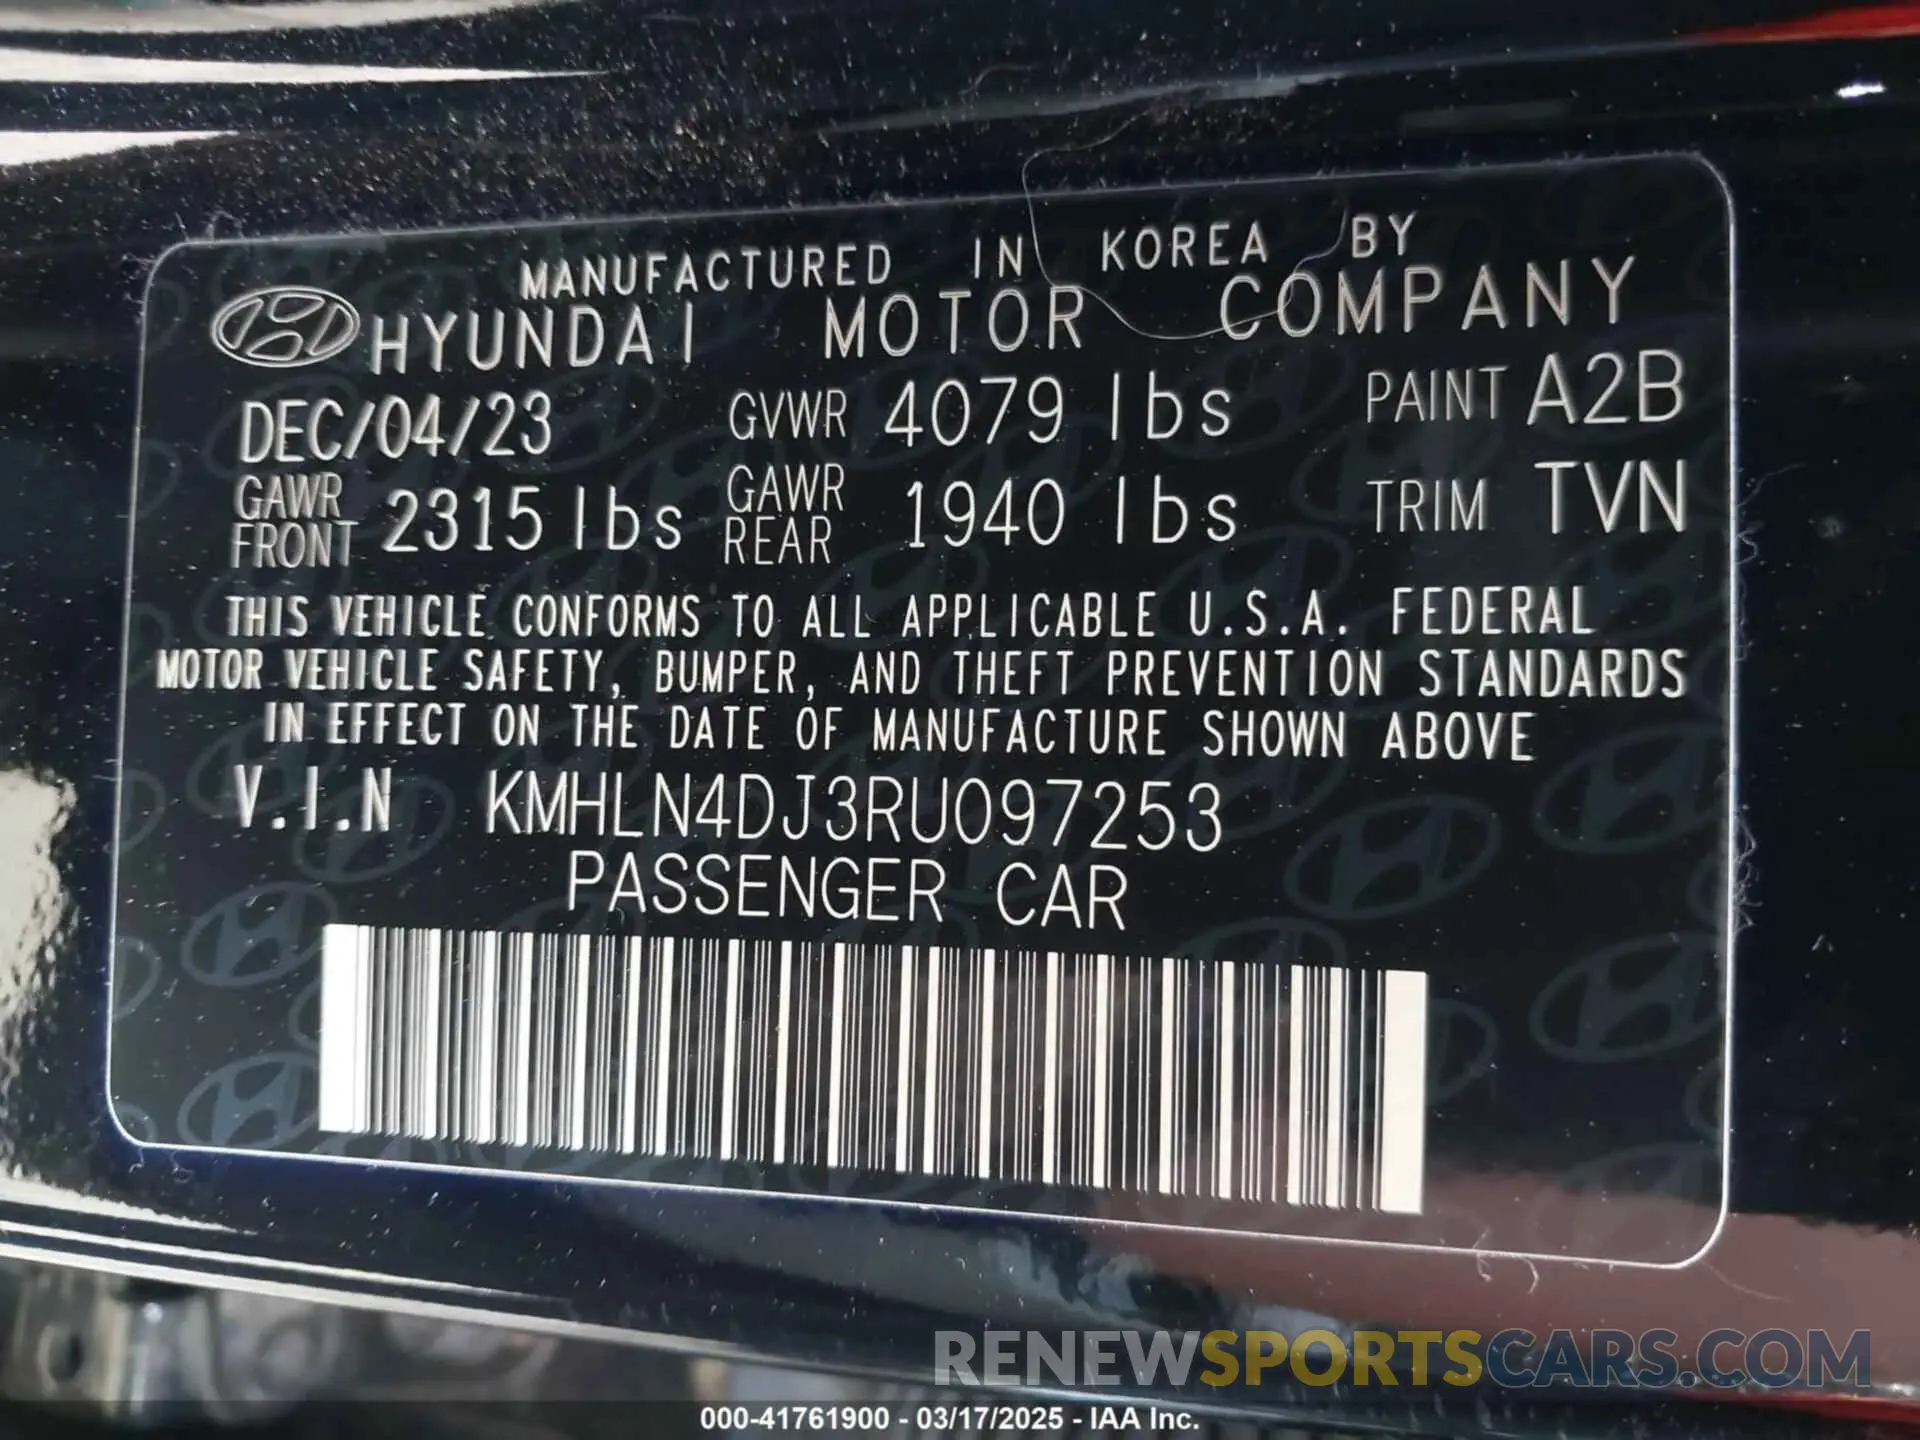 MANUFACTURED IN KOREA BY
HYUNDAI MOTOR COMPANY
DEC/04/23 GVWR 4079 lbs PAINT A2B
GAWR FRONT 2315 lbs GAWR REAR 1940 lbs TRIM TVN
THIS VEHICLE CONFORMS TO ALL APPLICABLE U.S.A. FEDERAL
MOTOR VEHICLE SAFETY, BUMPER, AND THEFT PREVENTION STANDARDS
IN EFFECT ON THE DATE OF MANUFACTURE SHOWN ABOVE
V.I.N KMHLN4DJ3RU097253
PASSENGER CAR
RENEWSPORTSCARS.COM
000-41761900 - 03/17/2025 - IAA Inc.